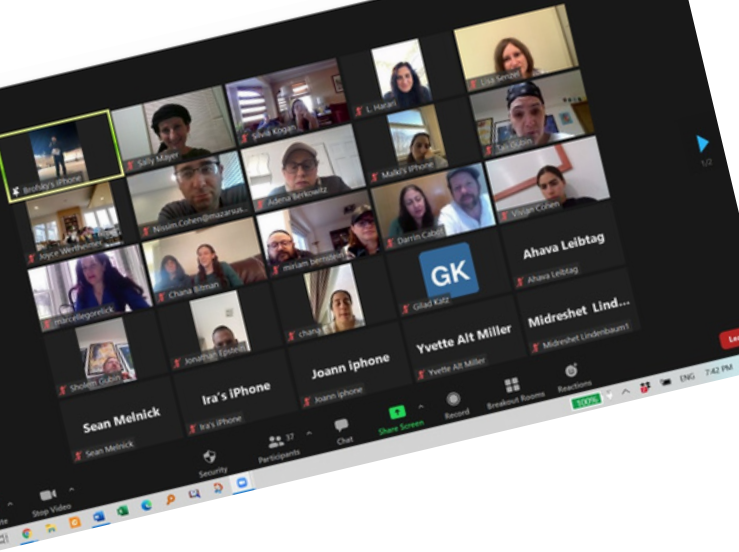 Brofsky's iPhone
Sally Mayer
Silvia Kogan
L. Harari
Lisa Senzel
Joyce Wertheimer
Nissim.Cohen@mazarsus...
Adena Berkowitz
Malki's iPhone
Tali Gubin
marcellegorelick
Chana Bitman
miriam bernstein
Darrin Cabot
Vivian Cohen
Sholem Gubin
Jonathan Epstein
chana
GK
Gilad Katz
Ahava Leibtag
Ahava Leibtag
Sean Melnick
Sean Melnick
Ira's iPhone
Ira's iPhone
Joann iphone
Joann iphone
Yvette Alt Miller
Yvette Alt Miller
Midreshet Lind...
Midreshet Lindenbaum1
1/2
Stop Video
Security
Participants
37
Chat
Share Screen
Record
Breakout Rooms
Reactions
100%
ENG
7:42 PM